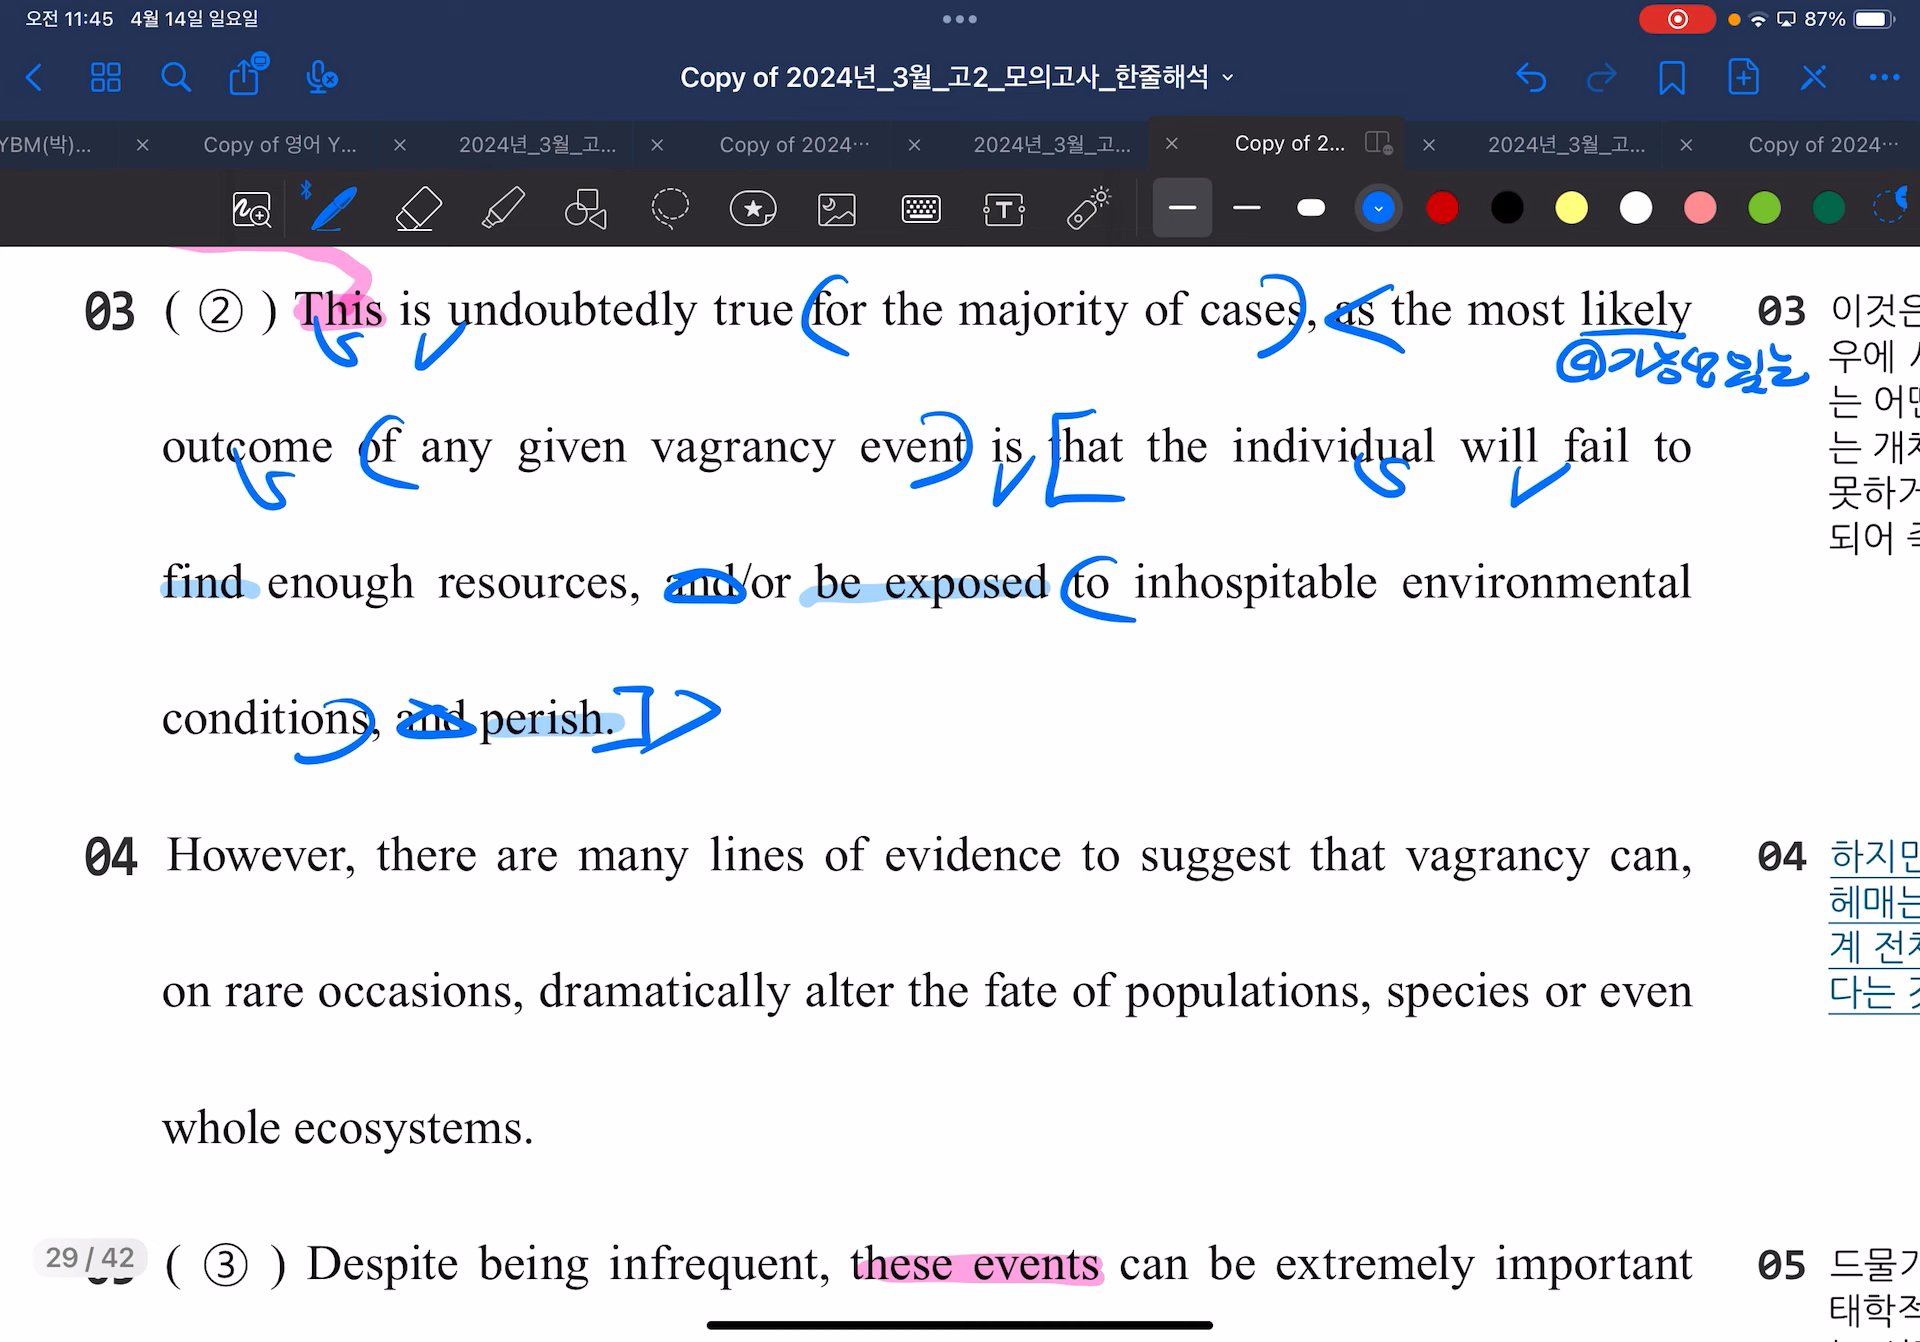 오전 11:45 4월 14일 일요일 87%
Copy of 2024년_3월_고2_모의고사_한줄해석
YBM(박)... Copy of 영어 Y... 2024년_3월_고... Copy of 2024... 2024년_3월_고... Copy of 2... 2024년_3월_고... Copy of 2024...
03 ( ② ) This is undoubtedly true for the majority of cases, as the most likely
ⓐ가능성 있는
outcome of any given vagrancy event is that the individual will fail to
find enough resources, and/or be exposed to inhospitable environmental
conditions, and perish.
04 However, there are many lines of evidence to suggest that vagrancy can,
on rare occasions, dramatically alter the fate of populations, species or even
whole ecosystems.
29 / 42
( ③ ) Despite being infrequent, these events can be extremely important
03 이것은
우에
는
는 개체
못하거
되어
04 하지만
헤매는
계 전체
다는
05 드물기
태학적